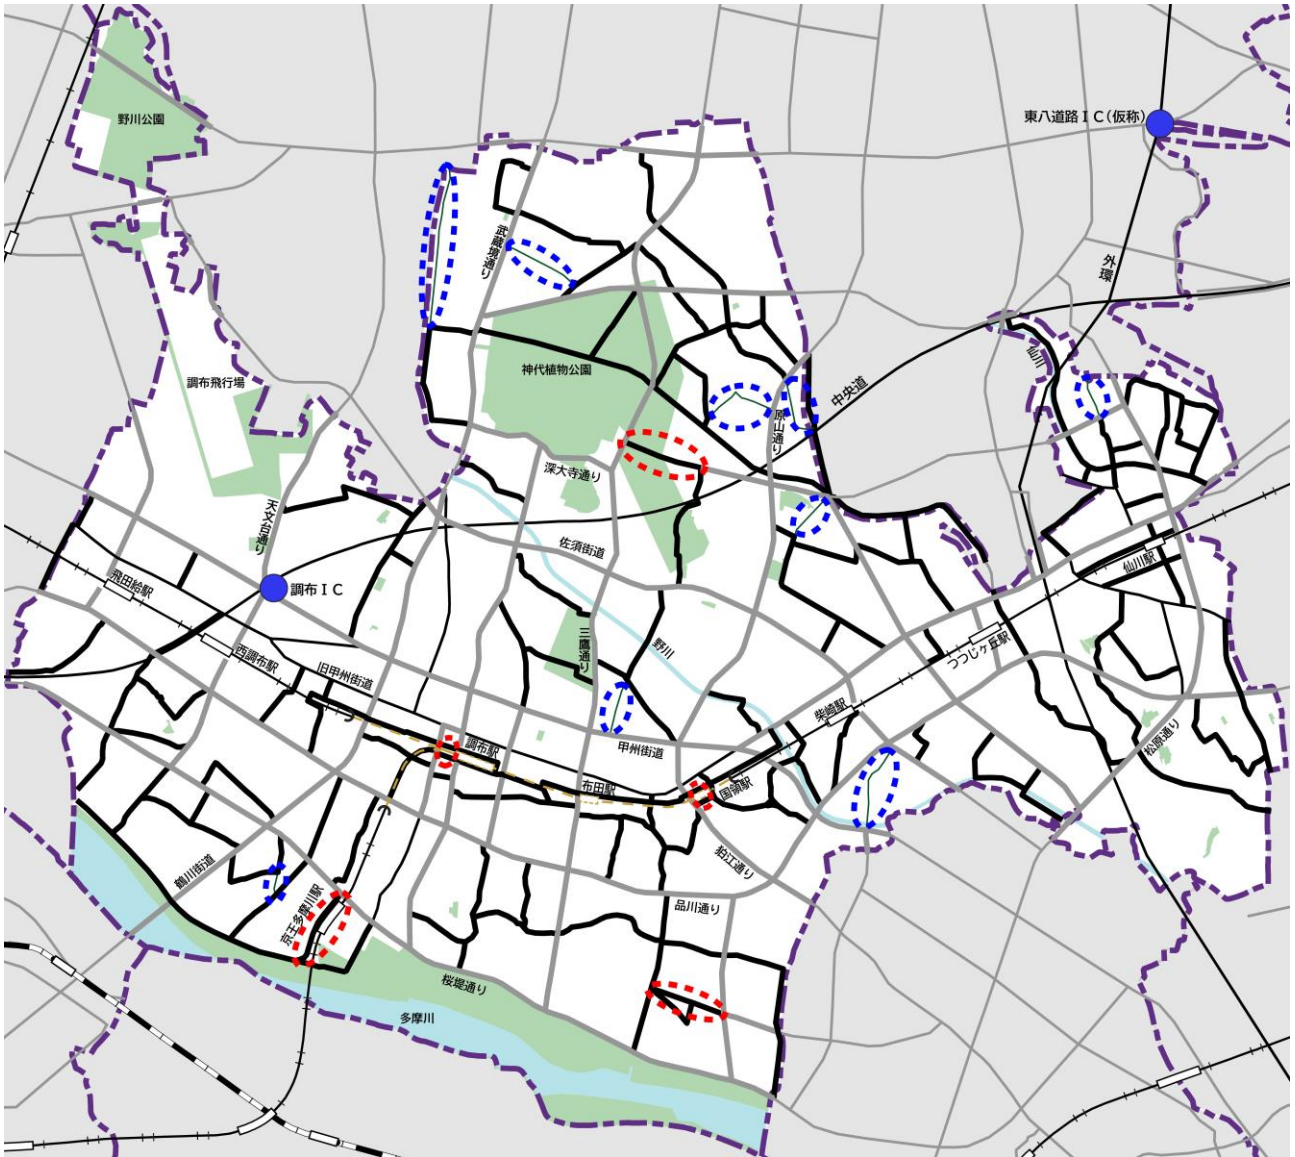 東八道路ＩＣ(仮称)
野川公園
武蔵境通り
外環
仙川
神代植物公園
調布飛行場
中央道
原山通り
深大寺通り
天文台通り
佐須街道
仙川駅
飛田給駅
調布ＩＣ
三鷹通り
野川
つつじヶ丘駅
西調布駅
旧甲州街道
柴崎駅
松原通り
調布駅
甲州街道
布田駅
国領駅
狛江通り
鶴川街道
品川通り
京王多摩川駅
桜堤通り
多摩川